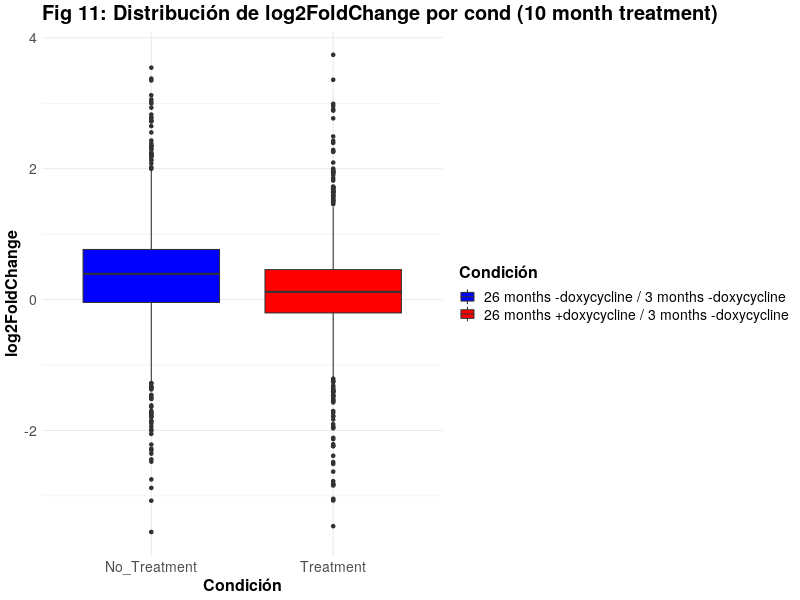 Fig 11: Distribución de log2FoldChange por cond (10 month treatment)
4
2
0
-2
log2FoldChange
No_Treatment
Treatment
Condición
Condición
26 months -doxycycline / 3 months -doxycycline
26 months +doxycycline / 3 months -doxycycline